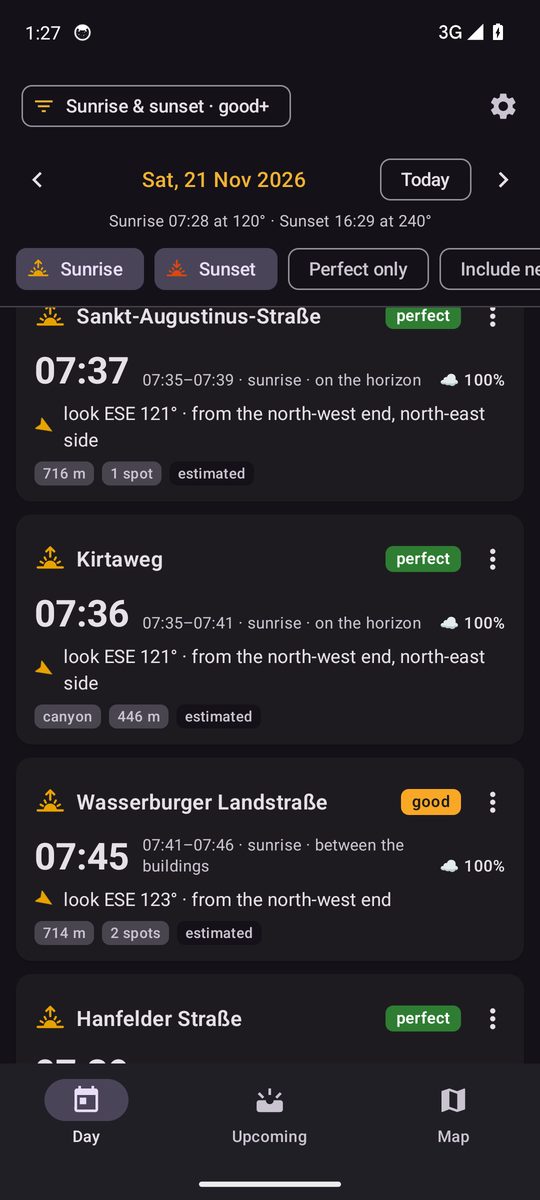 1:27
3G
Sunrise & sunset · good+
Sat, 21 Nov 2026
Today
Sunrise 07:28 at 120° · Sunset 16:29 at 240°
Sunrise
Sunset
Perfect only
Include ne
Sankt-Augustinus-Straße
perfect
07:37
07:35–07:39 · sunrise · on the horizon
100%
look ESE 121° · from the north-west end, north-east
side
716 m
1 spot
estimated
Kirtaweg
perfect
07:36
07:35–07:41 · sunrise · on the horizon
100%
look ESE 121° · from the north-west end, north-east
side
canyon
446 m
estimated
Wasserburger Landstraße
good
07:45
07:41–07:46 · sunrise · between the
buildings
100%
look ESE 123° · from the north-west end
714 m
2 spots
estimated
Hanfelder Straße
perfect
Day
Upcoming
Map